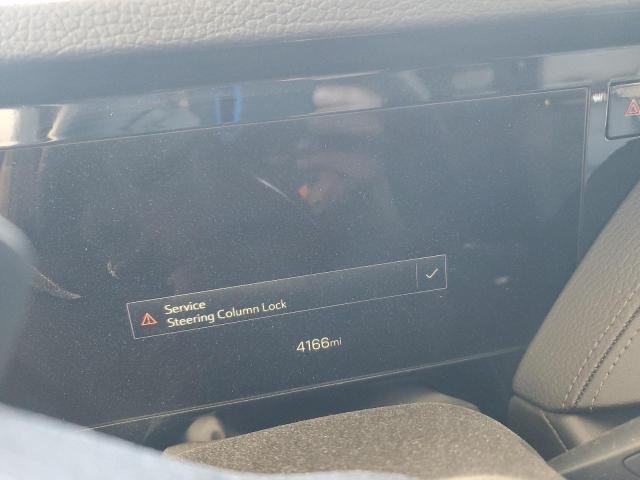 Service
Steering Column Lock
4166mi